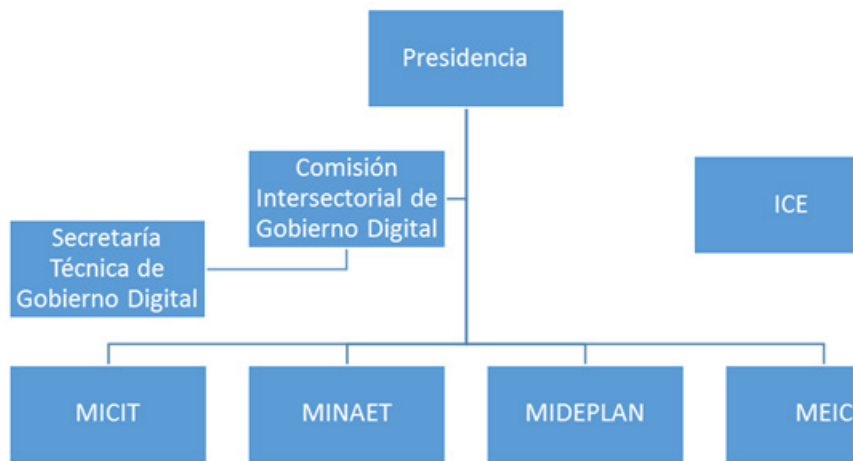 Presidencia
Comisión
Intersectorial de
Gobierno Digital
ICE
Secretaría
Técnica de
Gobierno Digital
MICIT
MINAET
MIDEPLAN
MEIC